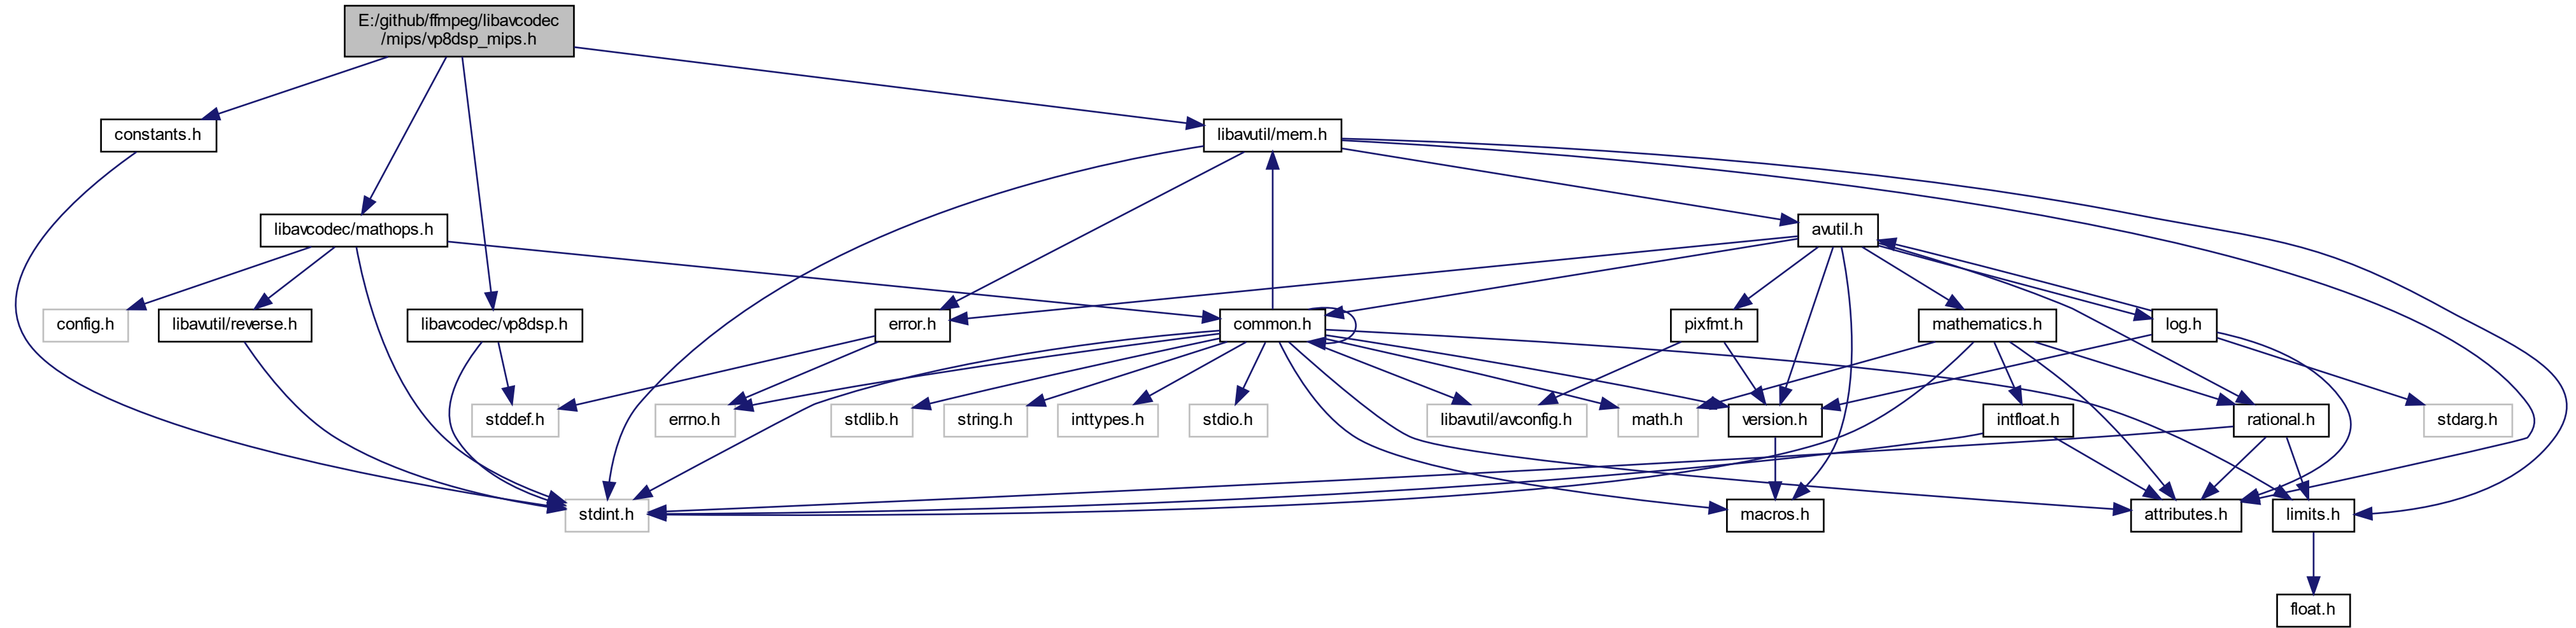 E:/github/ffmpeg/libavcodec
/mips/vp8dsp_mips.h
constants.h
libavutil/mem.h
libavcodec/mathops.h
avutil.h
config.h
libavutil/reverse.h
libavcodec/vp8dsp.h
error.h
common.h
pixfmt.h
mathematics.h
log.h
stddef.h
errno.h
stdlib.h
string.h
inttypes.h
stdio.h
libavutil/avconfig.h
math.h
version.h
intfloat.h
rational.h
stdarg.h
stdint.h
macros.h
attributes.h
limits.h
float.h